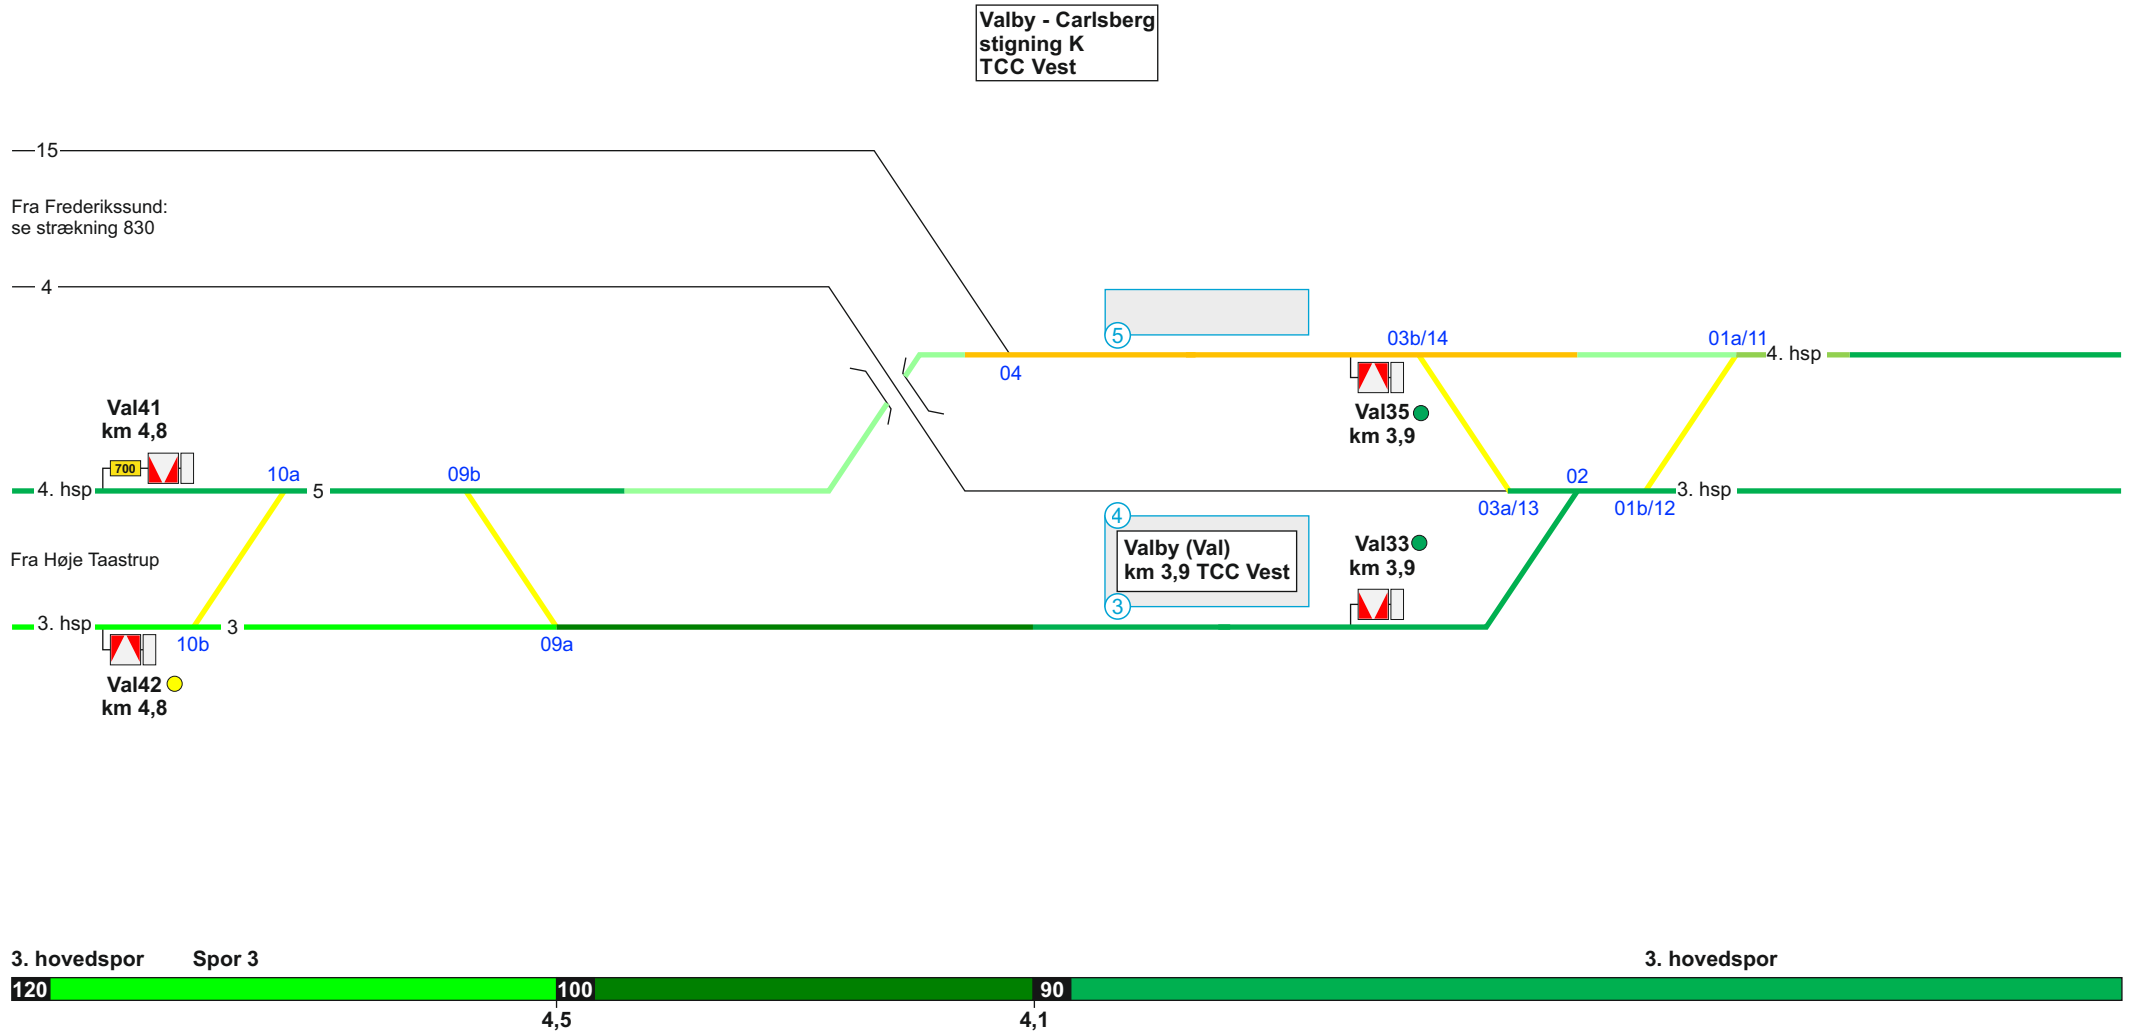 Valby - Carlsberg
stigning K
TCC Vest
15
Fra Frederikssund:
se strækning 830
4
5
03b/14
01a/11
4. hsp
04
Val35
km 3,9
Val41
km 4,8
700
10a
09b
4. hsp
5
02
3. hsp
03a/13
01b/12
4
Valby (Val)
km 3,9 TCC Vest
3
Val33
km 3,9
Fra Høje Taastrup
3. hsp
3
10b
09a
Val42
km 4,8
3. hovedspor
Spor 3
3. hovedspor
120
100
90
4,5
4,1